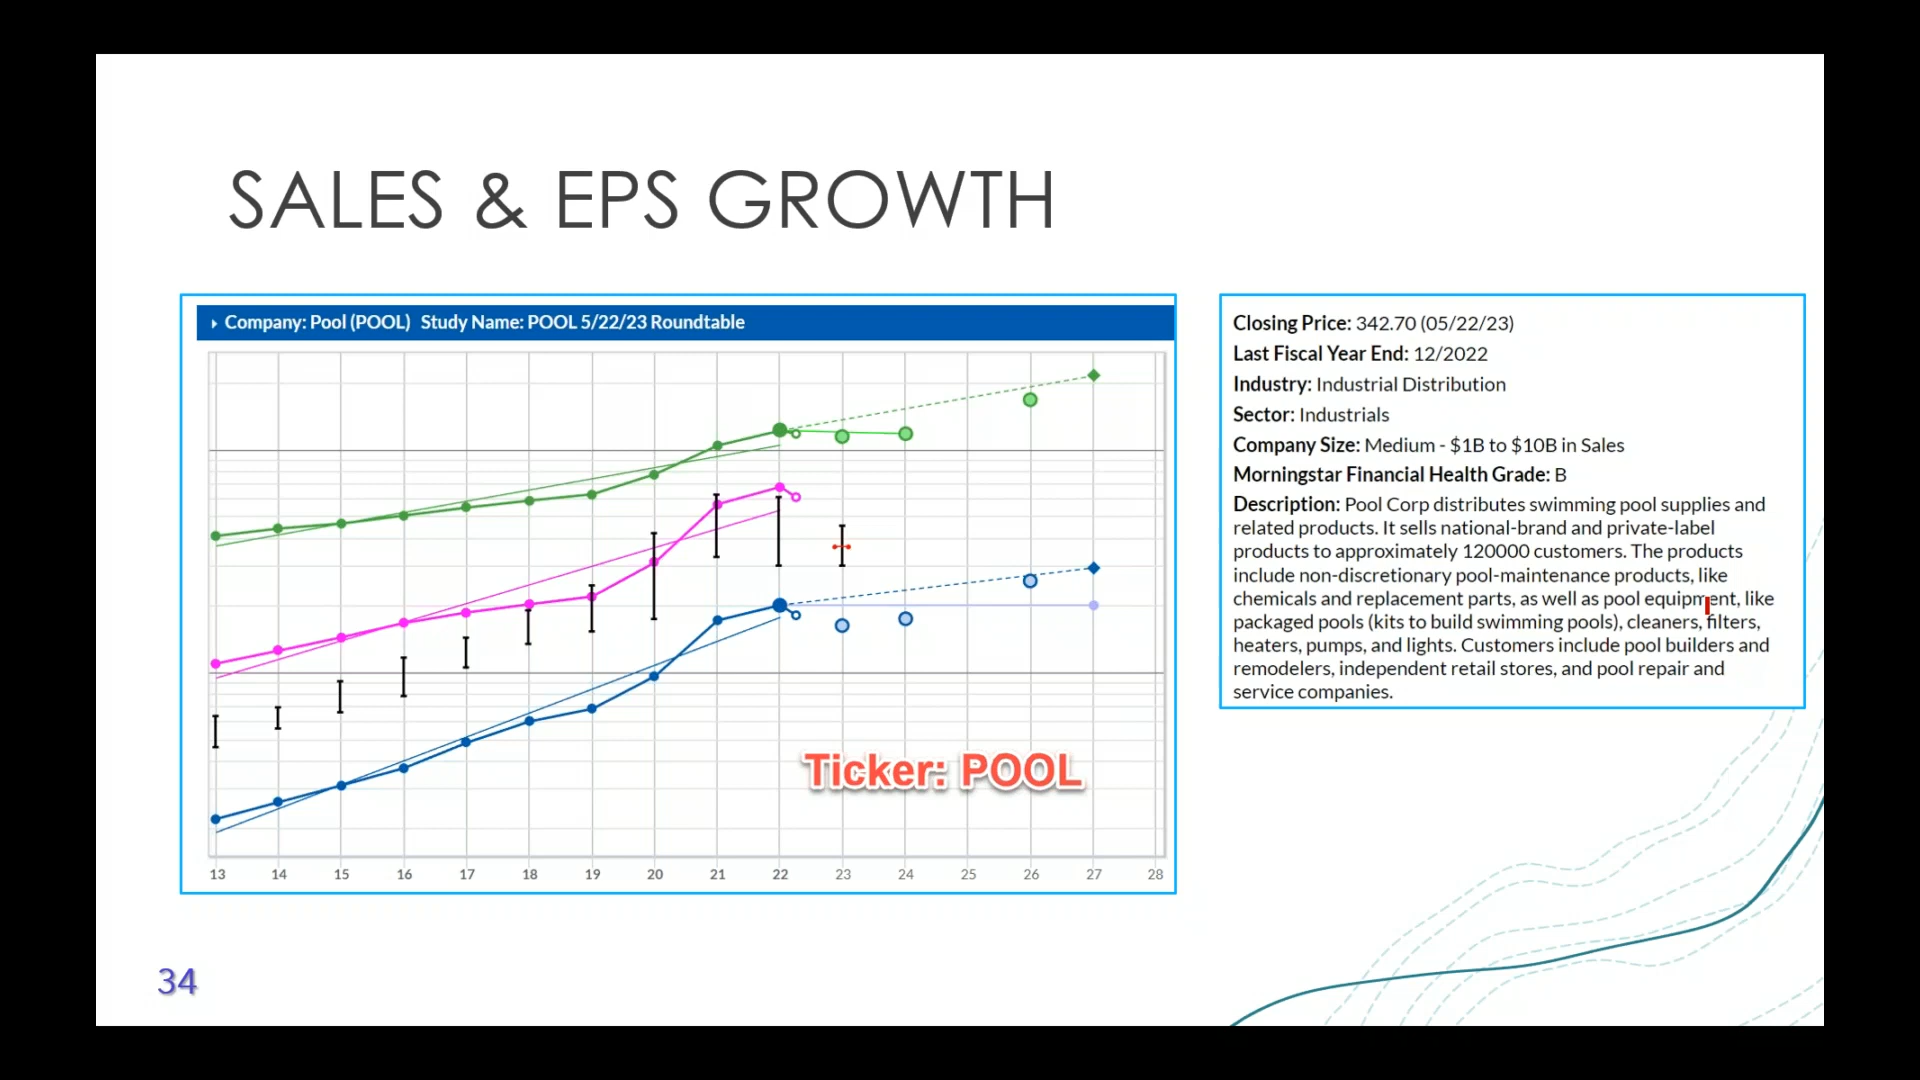 SALES & EPS GROWTH
Company: Pool (POOL) Study Name: POOL 5/22/23 Roundtable
Ticker: POOL
13 14 15 16 17 18 19 20 21 22 23 24 25 26 27 28
Closing Price: 342.70 (05/22/23)
Last Fiscal Year End: 12/2022
Industry: Industrial Distribution
Sector: Industrials
Company Size: Medium - $1B to $10B in Sales
Morningstar Financial Health Grade: B
Description: Pool Corp distributes swimming pool supplies and
related products. It sells national-brand and private-label
products to approximately 120000 customers. The products
include non-discretionary pool-maintenance products, like
chemicals and replacement parts, as well as pool equipment, like
packaged pools (kits to build swimming pools), cleaners, filters,
heaters, pumps, and lights. Customers include pool builders and
remodelers, independent retail stores, and pool repair and
service companies.
34